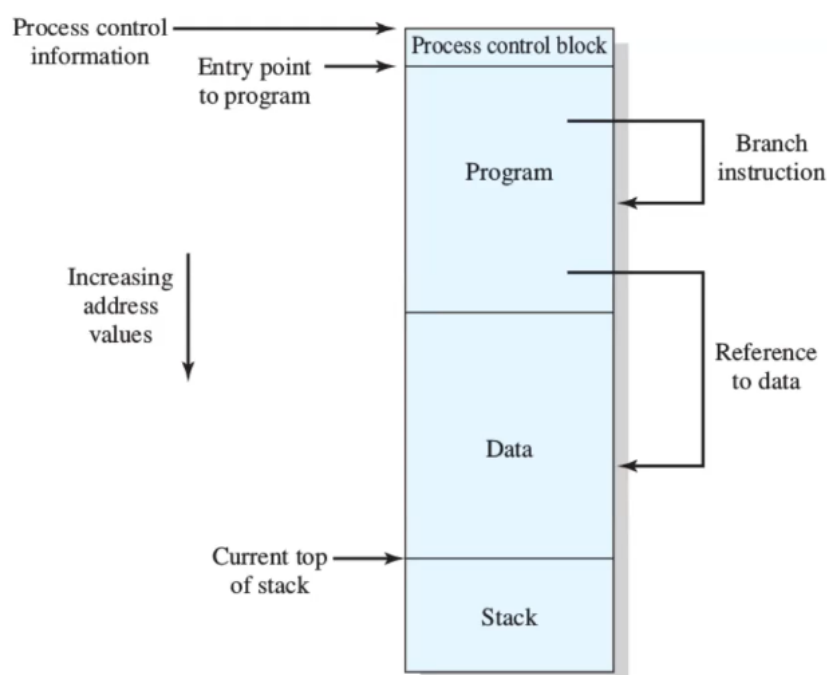 Process control
information
Process control block
Entry point
to program
Branch
instruction
Program
Increasing
address
values
Reference
to data
Data
Current top
of stack
Stack